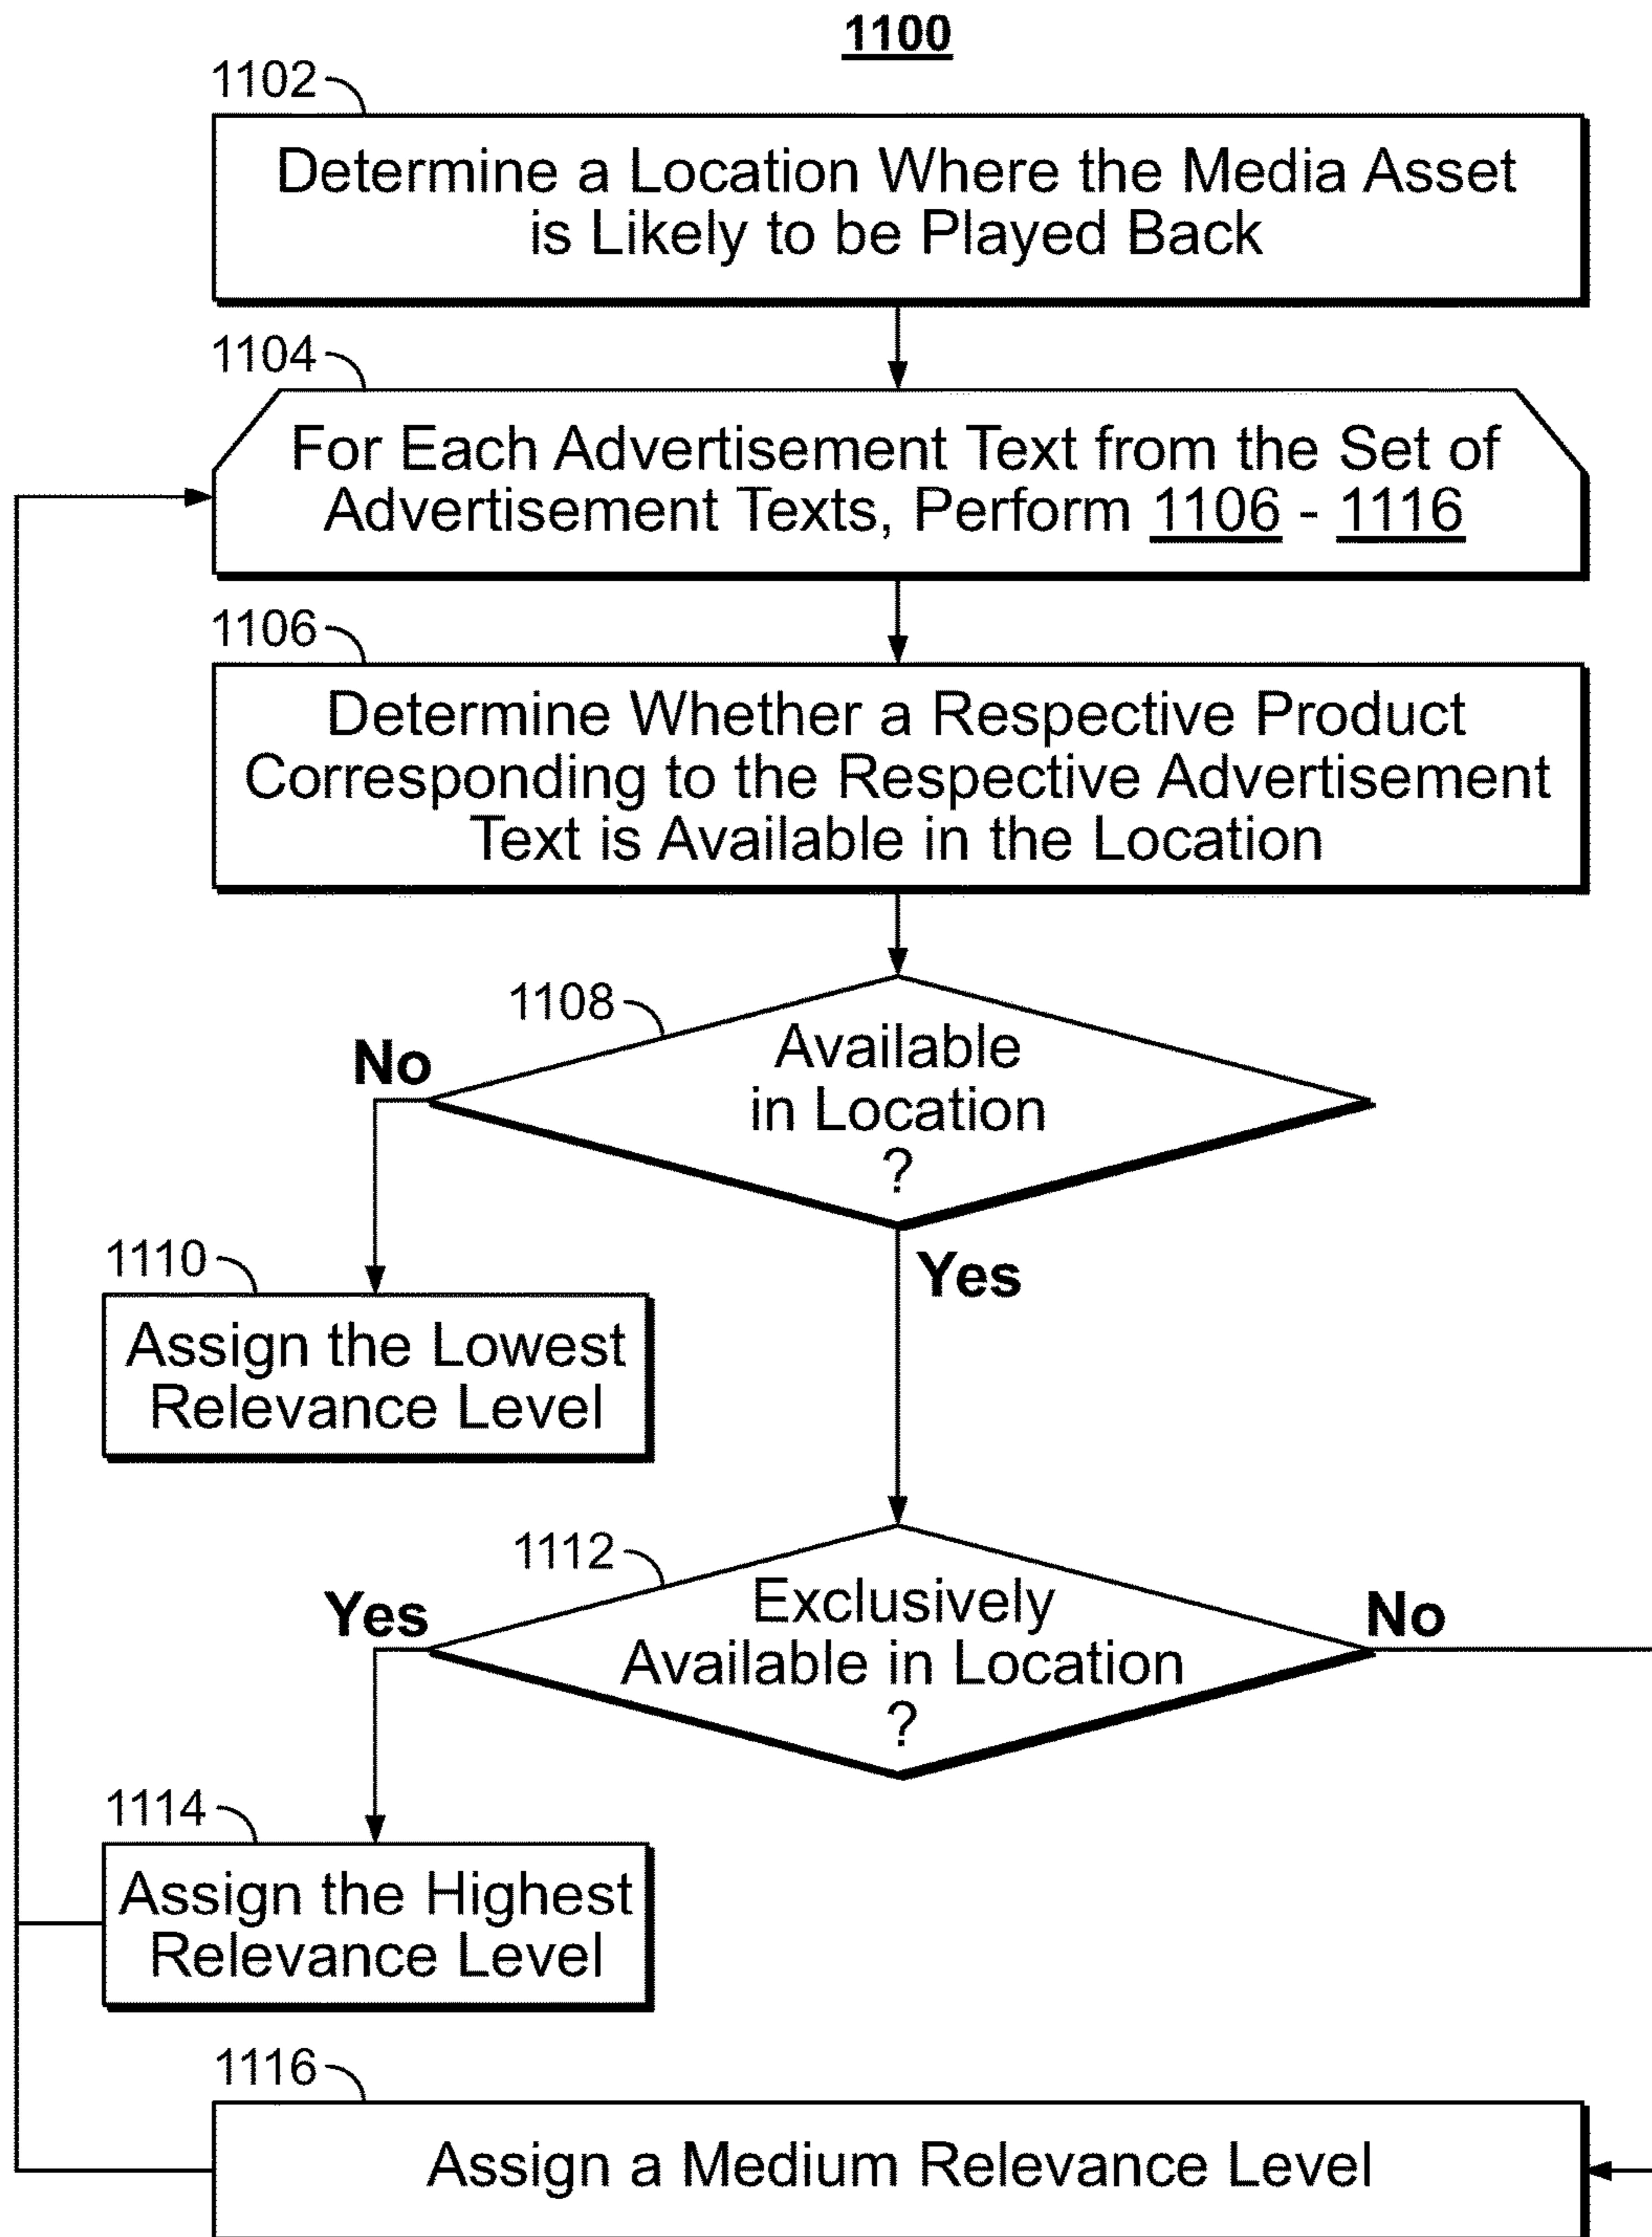 1100
1102
Determine a Location Where the Media Asset
is Likely to be Played Back
1104
For Each Advertisement Text from the Set of
Advertisement Texts, Perform 1106 - 1116
1106
Determine Whether a Respective Product
Corresponding to the Respective Advertisement
Text is Available in the Location
1108
Available
in Location
?
No
Yes
1110
Assign the Lowest
Relevance Level
1112
Exclusively
Available in Location
?
Yes
No
1114
Assign the Highest
Relevance Level
1116
Assign a Medium Relevance Level